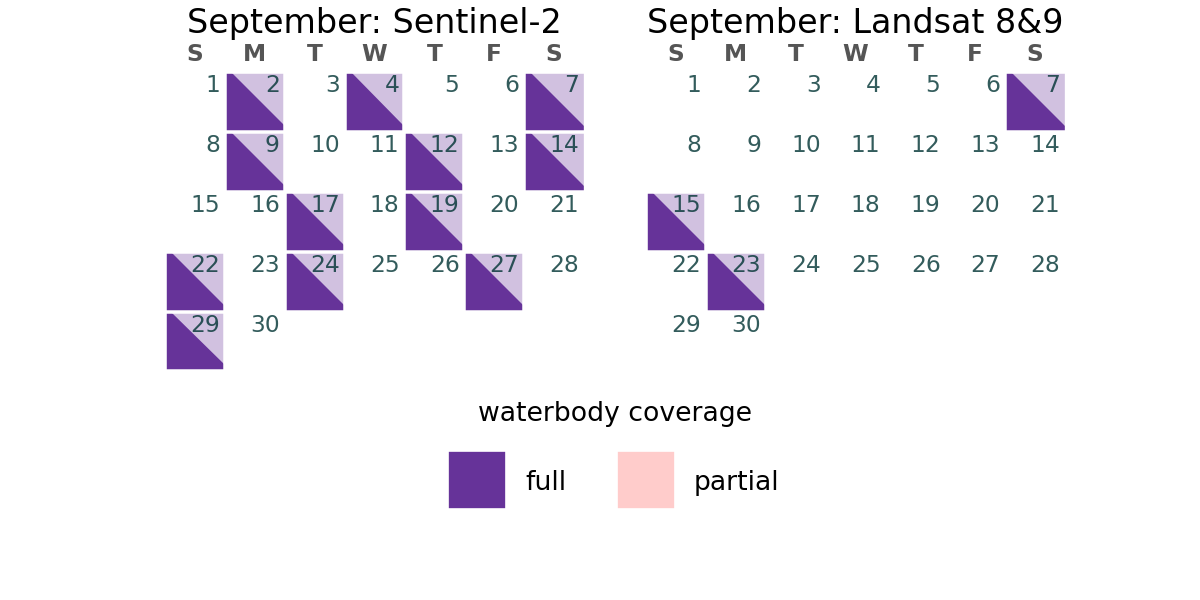 September: Sentinel-2
S M T W T F S
1 2 3 4 5 6 7
8 9 10 11 12 13 14
15 16 17 18 19 20 21
22 23 24 25 26 27 28
29 30
September: Landsat 8&9
S M T W T F S
1 2 3 4 5 6 7
8 9 10 11 12 13 14
15 16 17 18 19 20 21
22 23 24 25 26 27 28
29 30
waterbody coverage
full partial